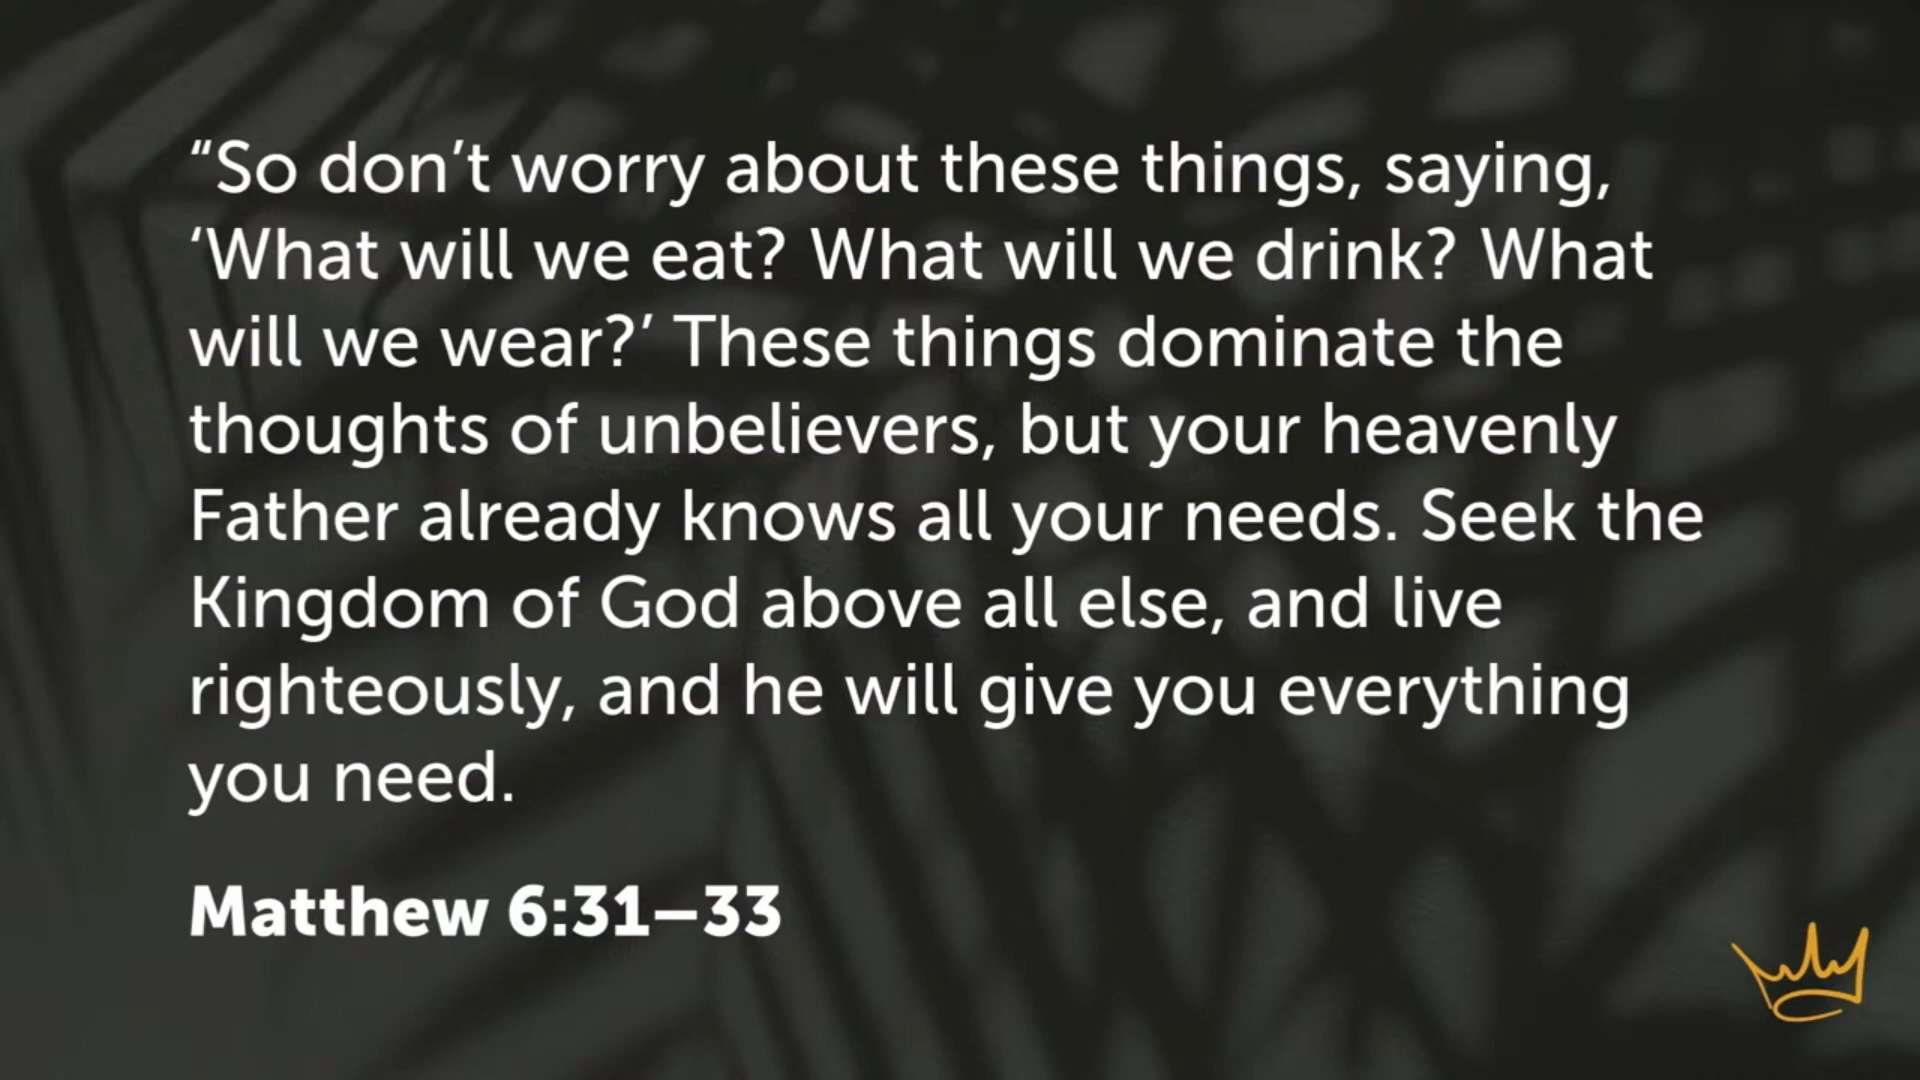 “So don’t worry about these things, saying,
‘What will we eat? What will we drink? What
will we wear?’ These things dominate the
thoughts of unbelievers, but your heavenly
Father already knows all your needs. Seek the
Kingdom of God above all else, and live
righteously, and he will give you everything
you need.
Matthew 6:31–33